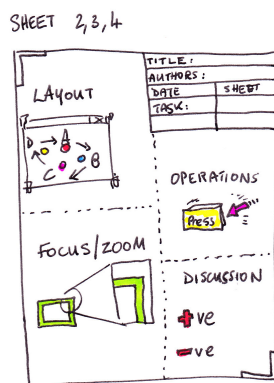 SHEET 2,3,4
TITLE:
AUTHORS:
DATE SHEET
TASK:
LAYOUT
A
D
B
C
OPERATIONS
Press
FOCUS/ZOOM
DISCUSSION
+ve
-ve